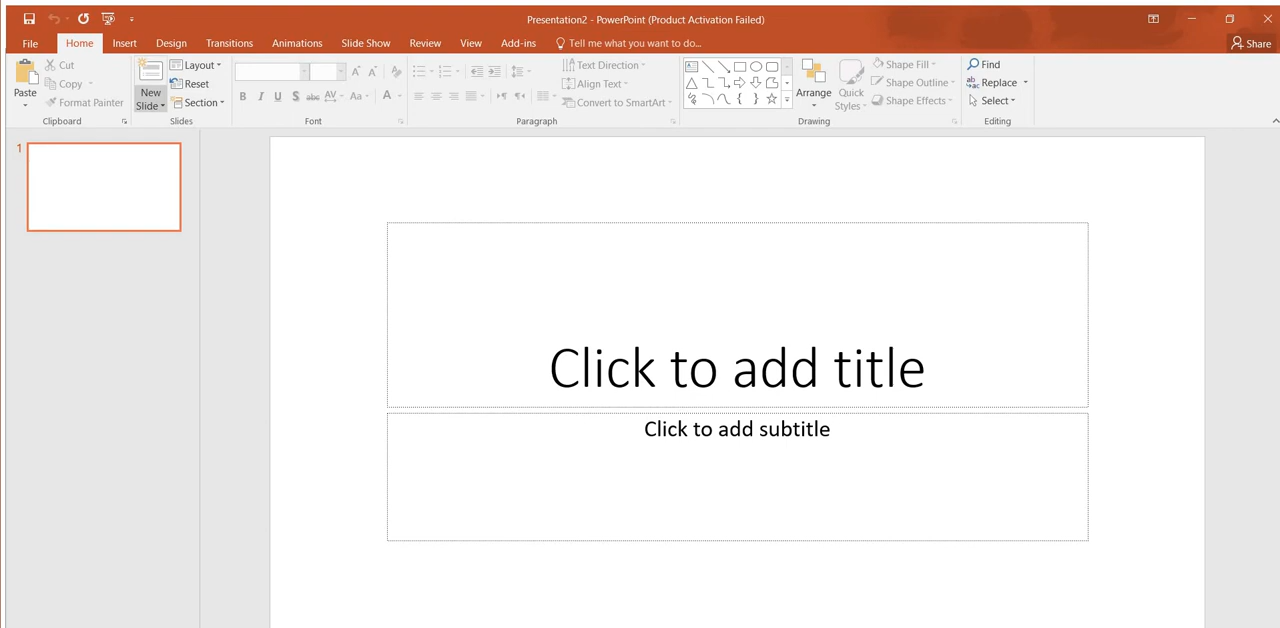 Presentation2 - PowerPoint (Product Activation Failed)
File Home Insert Design Transitions Animations Slide Show Review View Add-ins Tell me what you want to do... Share
Paste
Cut
Copy
Format Painter
Clipboard
New Slide
Layout
Reset
Section
Slides
B I U S abc AV Aa A
Font
Text Direction
Align Text
Convert to SmartArt
Paragraph
Arrange
Quick Styles
Shape Fill
Shape Outline
Shape Effects
Drawing
Find
Replace
Select
Editing
1
Click to add title
Click to add subtitle